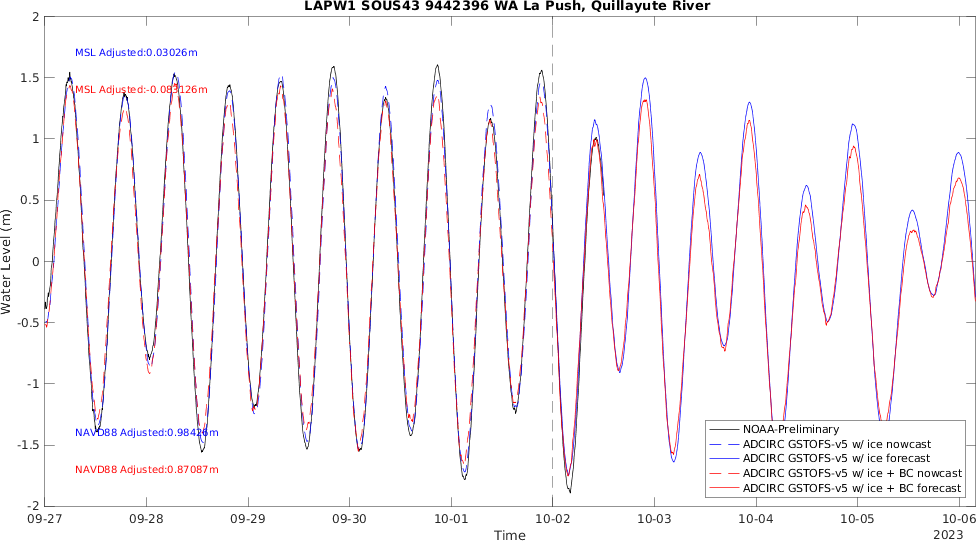 LAPW1 SOUS43 9442396 WA La Push, Quillayute River
MSL Adjusted:0.03026m
MSL Adjusted:-0.083126m
NAVD88 Adjusted:0.98426m
NAVD88 Adjusted:0.87087m
Water Level (m)
2
1.5
1
0.5
0
-0.5
-1
-1.5
-2
NOAA-Preliminary
ADCIRC GSTOFS-v5 w/ ice nowcast
ADCIRC GSTOFS-v5 w/ ice forecast
ADCIRC GSTOFS-v5 w/ ice + BC nowcast
ADCIRC GSTOFS-v5 w/ ice + BC forecast
09-27 09-28 09-29 09-30 10-01 10-02 10-03 10-04 10-05 10-06
2023
Time